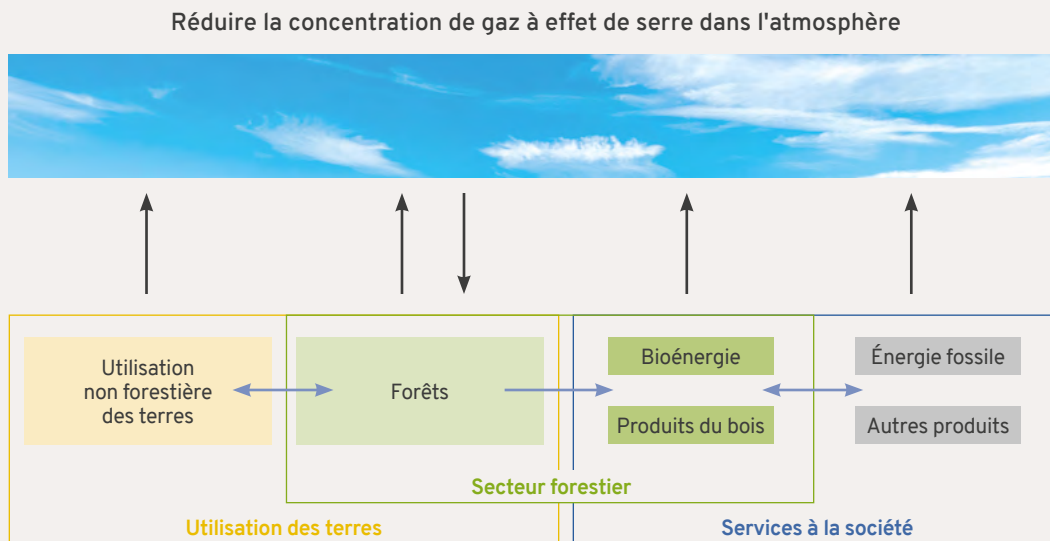 Réduire la concentration de gaz à effet de serre dans l'atmosphère
Utilisation
non forestière
des terres
Forêts
Bioénergie
Produits du bois
Énergie fossile
Autres produits
Secteur forestier
Utilisation des terres
Services à la société